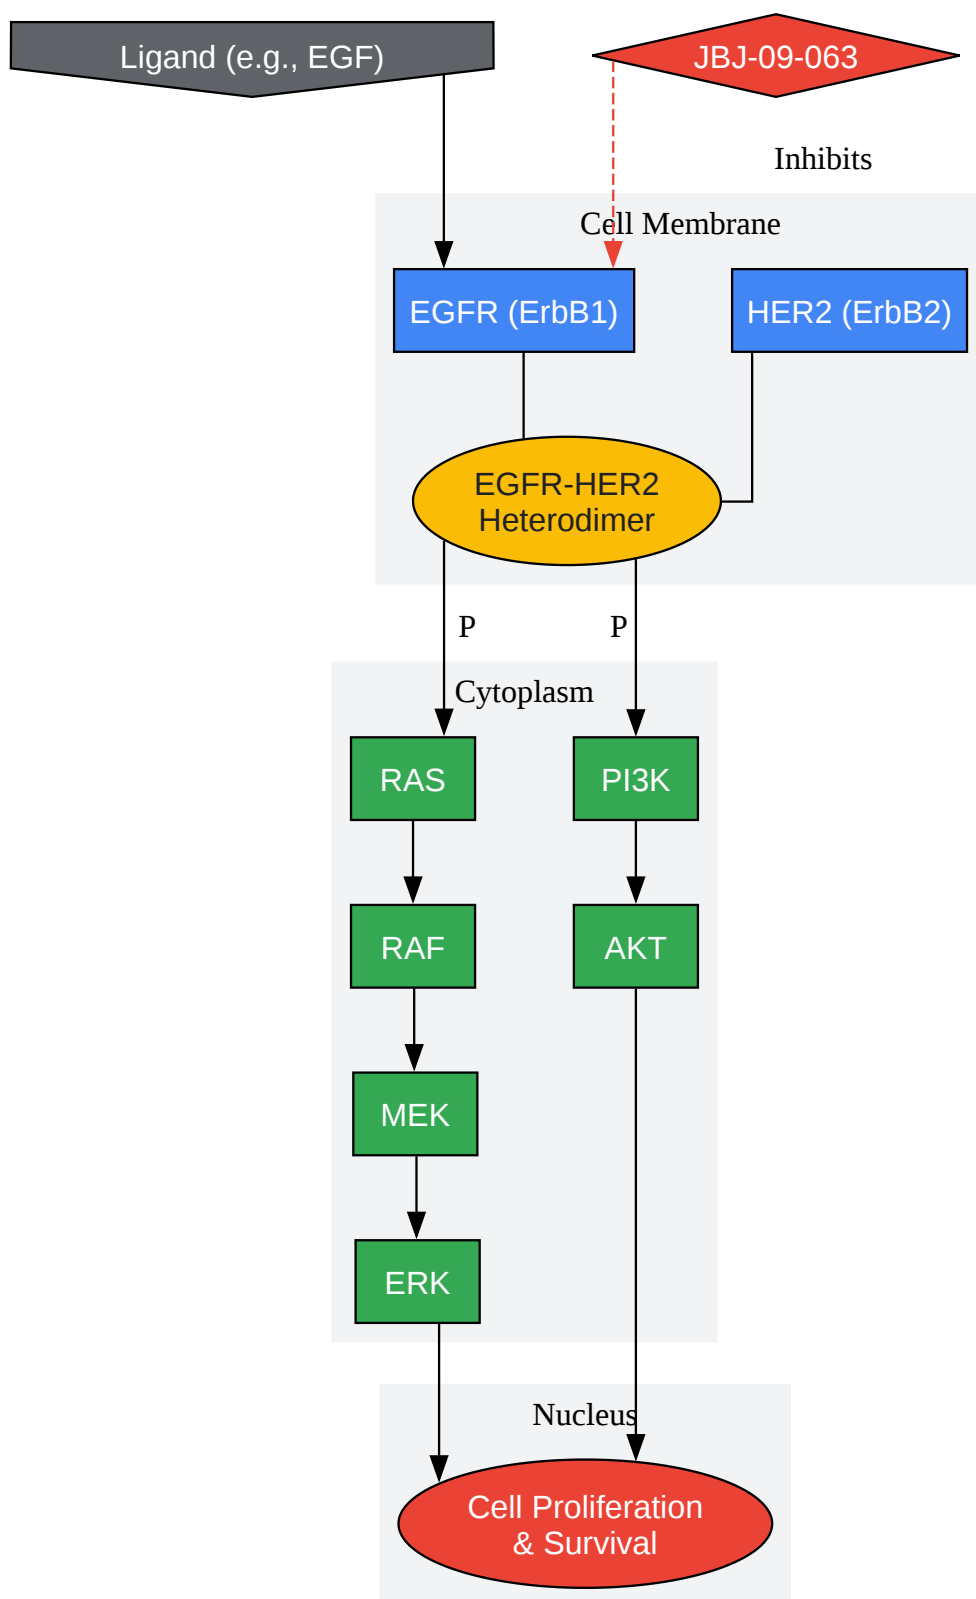 Ligand (e.g., EGF)
JBJ-09-063
Inhibits
Cell Membrane
EGFR (ErbB1)
HER2 (ErbB2)
EGFR-HER2
Heterodimer
P
P
Cytoplasm
RAS
PI3K
RAF
AKT
MEK
ERK
Nucleus
Cell Proliferation
& Survival